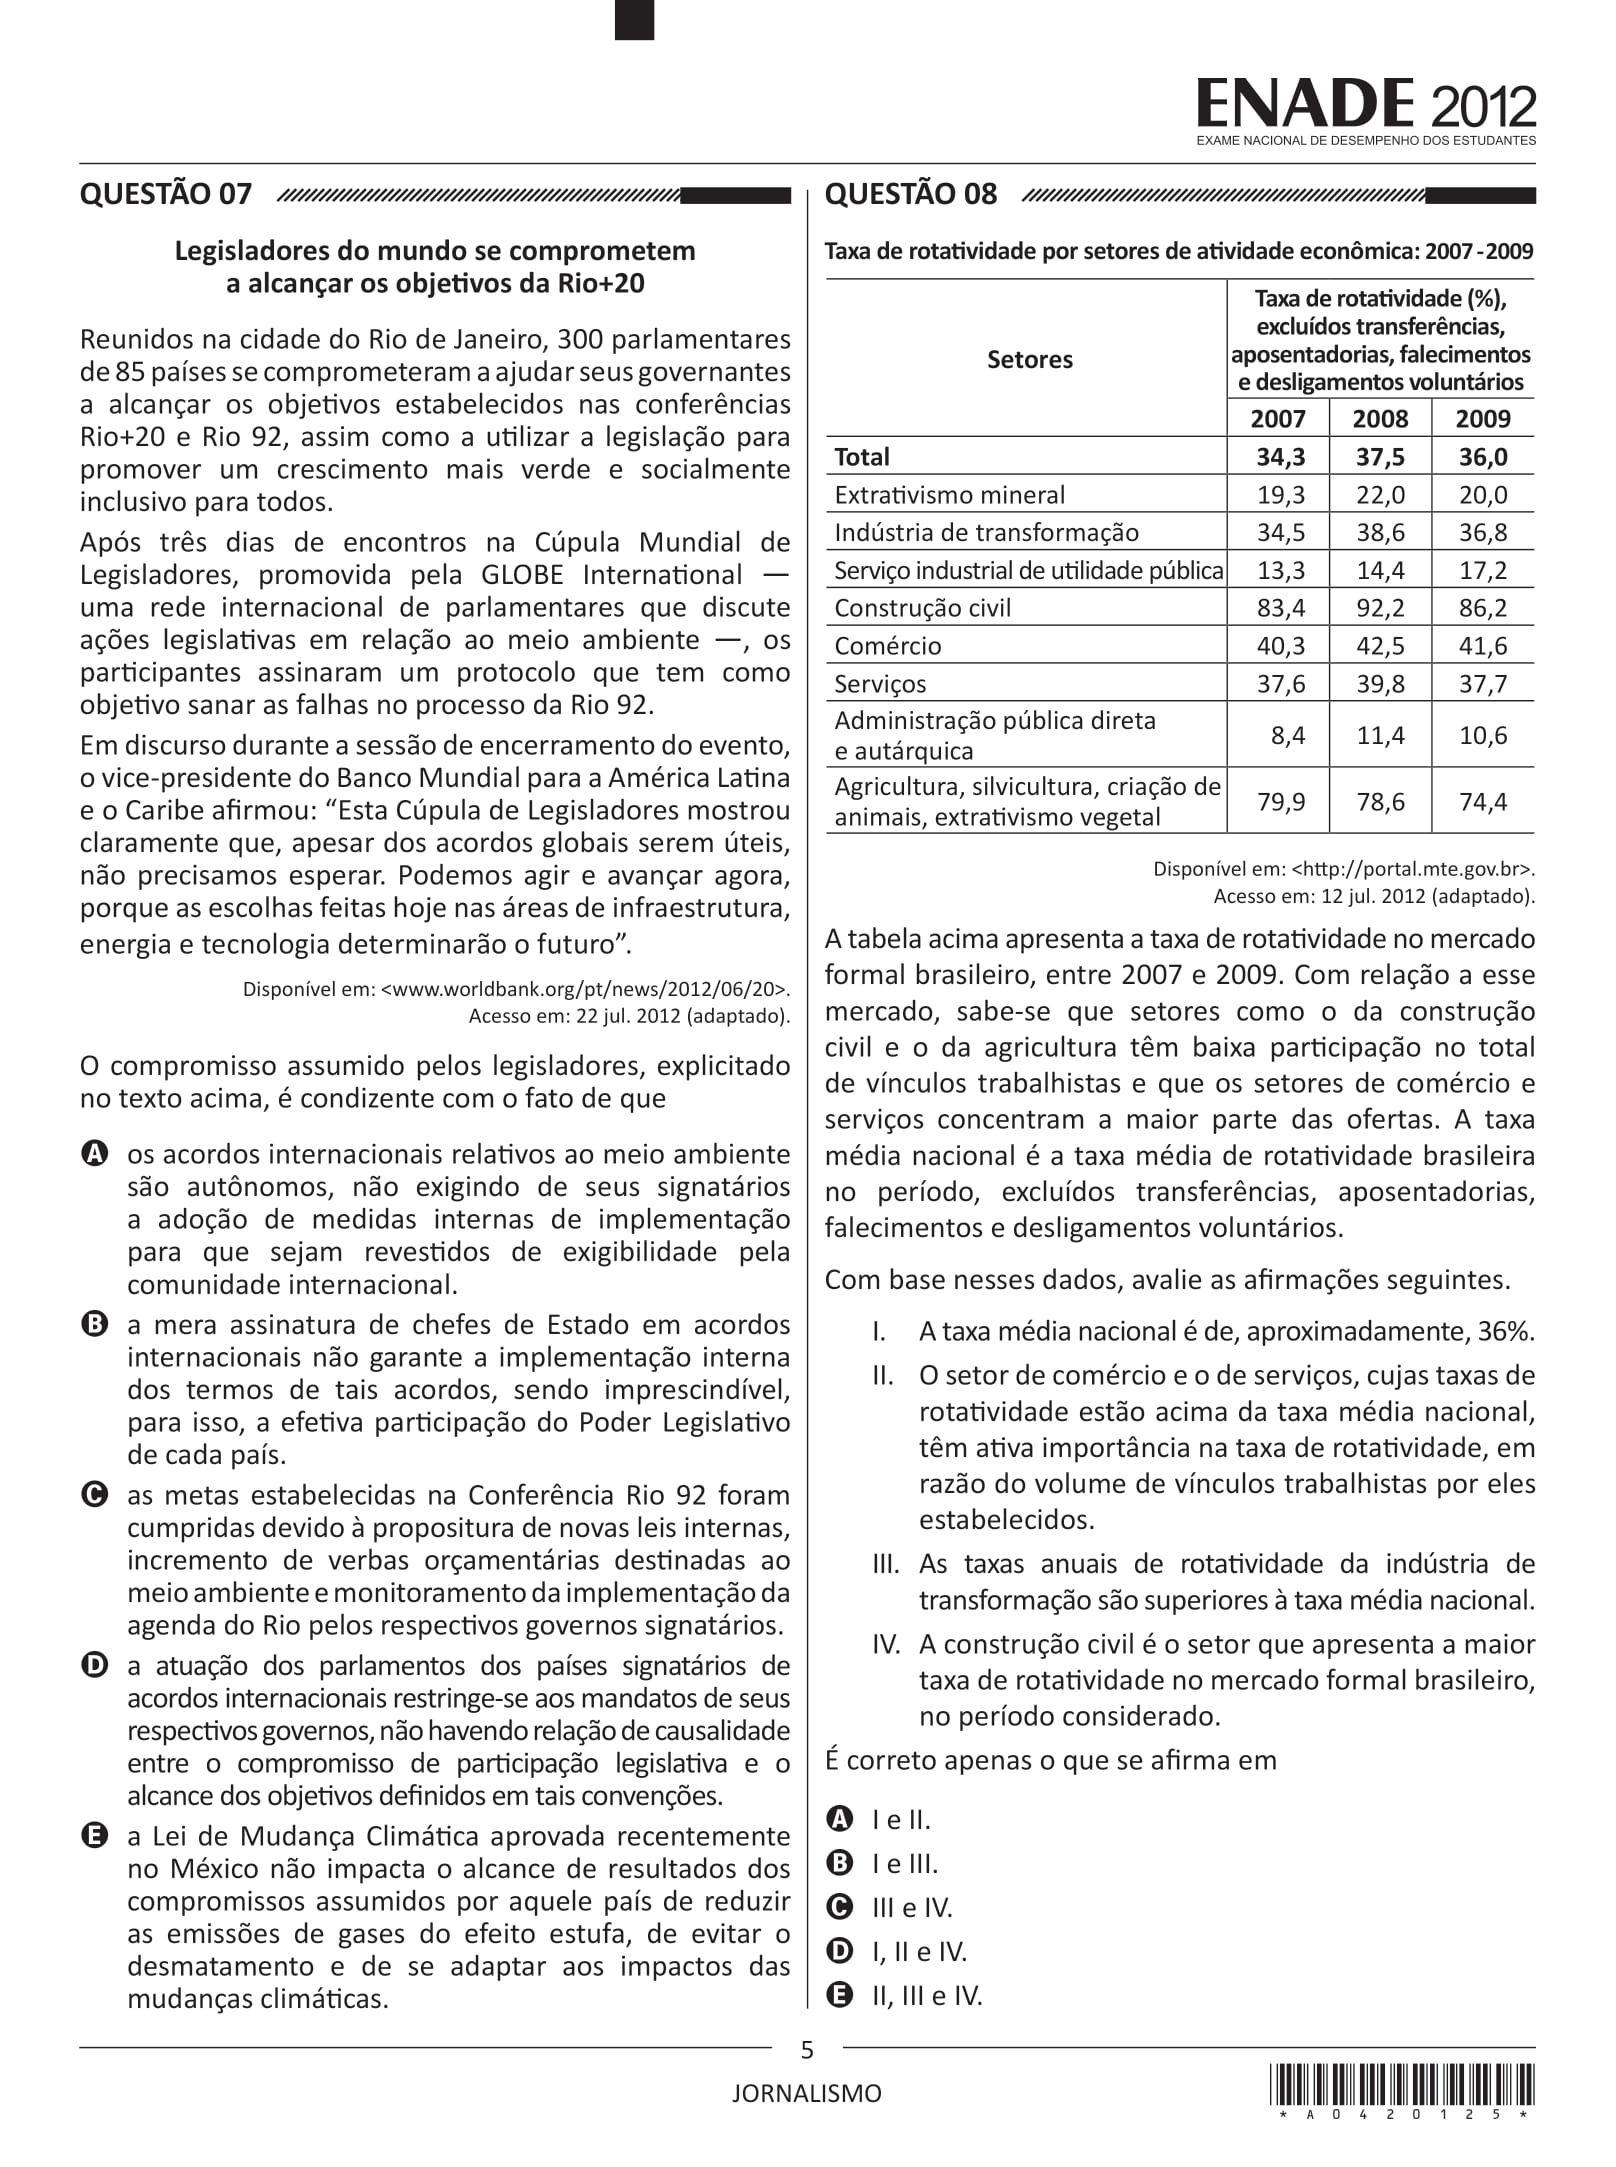 ENADE 2012
EXAME NACIONAL DE DESEMPENHO DOS ESTUDANTES
QUESTÃO 07
Legisladores do mundo se comprometem
a alcançar os objetivos da Rio+20
Reunidos na cidade do Rio de Janeiro, 300 parlamentares
de 85 países se comprometeram a ajudar seus governantes
a alcançar os objetivos estabelecidos nas conferências
Rio+20 e Rio 92, assim como a utilizar a legislação para
promover um crescimento mais verde e socialmente
inclusivo para todos.
Após três dias de encontros na Cúpula Mundial de
Legisladores, promovida pela GLOBE International —
uma rede internacional de parlamentares que discute
ações legislativas em relação ao meio ambiente —, os
participantes assinaram um protocolo que tem como
objetivo sanar as falhas no processo da Rio 92.
Em discurso durante a sessão de encerramento do evento,
o vice-presidente do Banco Mundial para a América Latina
e o Caribe afirmou: “Esta Cúpula de Legisladores mostrou
claramente que, apesar dos acordos globais serem úteis,
não precisamos esperar. Podemos agir e avançar agora,
porque as escolhas feitas hoje nas áreas de infraestrutura,
energia e tecnologia determinarão o futuro”.
Disponível em: <www.worldbank.org/pt/news/2012/06/20>.
Acesso em: 22 jul. 2012 (adaptado).
O compromisso assumido pelos legisladores, explicitado
no texto acima, é condizente com o fato de que
A os acordos internacionais relativos ao meio ambiente
são autônomos, não exigindo de seus signatários
a adoção de medidas internas de implementação
para que sejam revestidos de exigibilidade pela
comunidade internacional.
B a mera assinatura de chefes de Estado em acordos
internacionais não garante a implementação interna
dos termos de tais acordos, sendo imprescindível,
para isso, a efetiva participação do Poder Legislativo
de cada país.
C as metas estabelecidas na Conferência Rio 92 foram
cumpridas devido à propositura de novas leis internas,
incremento de verbas orçamentárias destinadas ao
meio ambiente e monitoramento da implementação da
agenda do Rio pelos respectivos governos signatários.
D a atuação dos parlamentos dos países signatários de
acordos internacionais restringe-se aos mandatos de seus
respectivos governos, não havendo relação de causalidade
entre o compromisso de participação legislativa e o
alcance dos objetivos definidos em tais convenções.
E a Lei de Mudança Climática aprovada recentemente
no México não impacta o alcance de resultados dos
compromissos assumidos por aquele país de reduzir
as emissões de gases do efeito estufa, de evitar o
desmatamento e de se adaptar aos impactos das
mudanças climáticas.
QUESTÃO 08
Taxa de rotatividade por setores de atividade econômica: 2007 - 2009
Setores
Taxa de rotatividade (%),
excluídos transferências,
aposentadorias, falecimentos
e desligamentos voluntários
2007 2008 2009
Total 34,3 37,5 36,0
Extrativismo mineral 19,3 22,0 20,0
Indústria de transformação 34,5 38,6 36,8
Serviço industrial de utilidade pública 13,3 14,4 17,2
Construção civil 83,4 92,2 86,2
Comércio 40,3 42,5 41,6
Serviços 37,6 39,8 37,7
Administração pública direta
e autárquica 8,4 11,4 10,6
Agricultura, silvicultura, criação de
animais, extrativismo vegetal 79,9 78,6 74,4
Disponível em: <http://portal.mte.gov.br>.
Acesso em: 12 jul. 2012 (adaptado).
A tabela acima apresenta a taxa de rotatividade no mercado
formal brasileiro, entre 2007 e 2009. Com relação a esse
mercado, sabe-se que setores como o da construção
civil e o da agricultura têm baixa participação no total
de vínculos trabalhistas e que os setores de comércio e
serviços concentram a maior parte das ofertas. A taxa
média nacional é a taxa média de rotatividade brasileira
no período, excluídos transferências, aposentadorias,
falecimentos e desligamentos voluntários.
Com base nesses dados, avalie as afirmações seguintes.
I. A taxa média nacional é de, aproximadamente, 36%.
II. O setor de comércio e o de serviços, cujas taxas de
rotatividade estão acima da taxa média nacional,
têm ativa importância na taxa de rotatividade, em
razão do volume de vínculos trabalhistas por eles
estabelecidos.
III. As taxas anuais de rotatividade da indústria de
transformação são superiores à taxa média nacional.
IV. A construção civil é o setor que apresenta a maior
taxa de rotatividade no mercado formal brasileiro,
no período considerado.
É correto apenas o que se afirma em
A I e II.
B I e III.
C III e IV.
D I, II e IV.
E II, III e IV.
5
JORNALISMO
* A 0 4 2 0 1 2 5 *